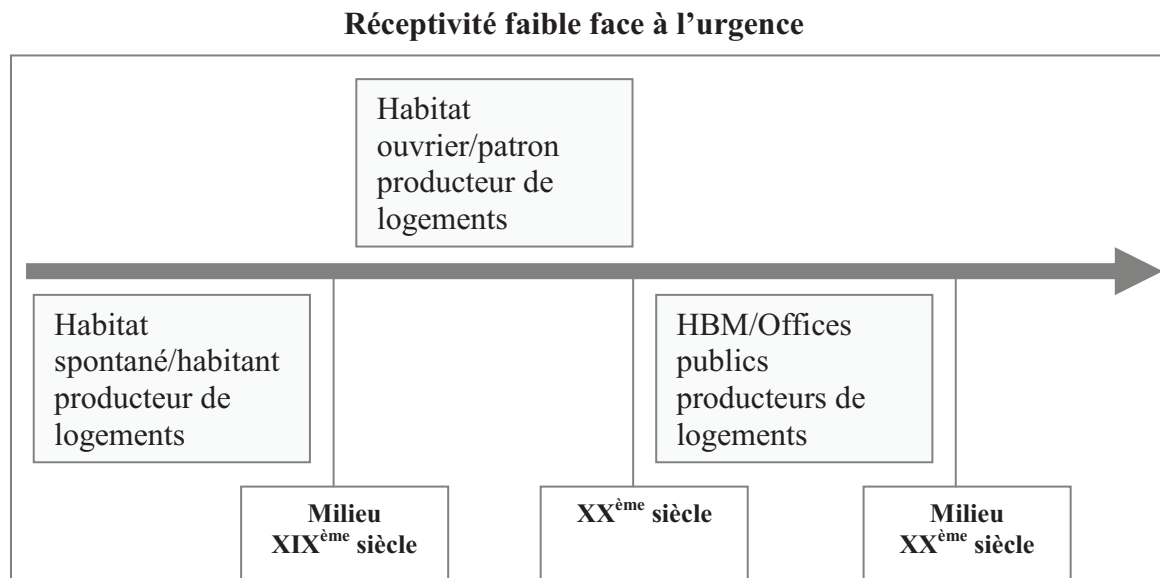 Réceptivité faible face à l’urgence
Habitat
ouvrier/patron
producteur de
logements
Habitat
spontané/habitant
producteur de
logements
HBM/Offices
publics
producteurs de
logements
Milieu
XIXème siècle
XXème siècle
Milieu
XXème siècle